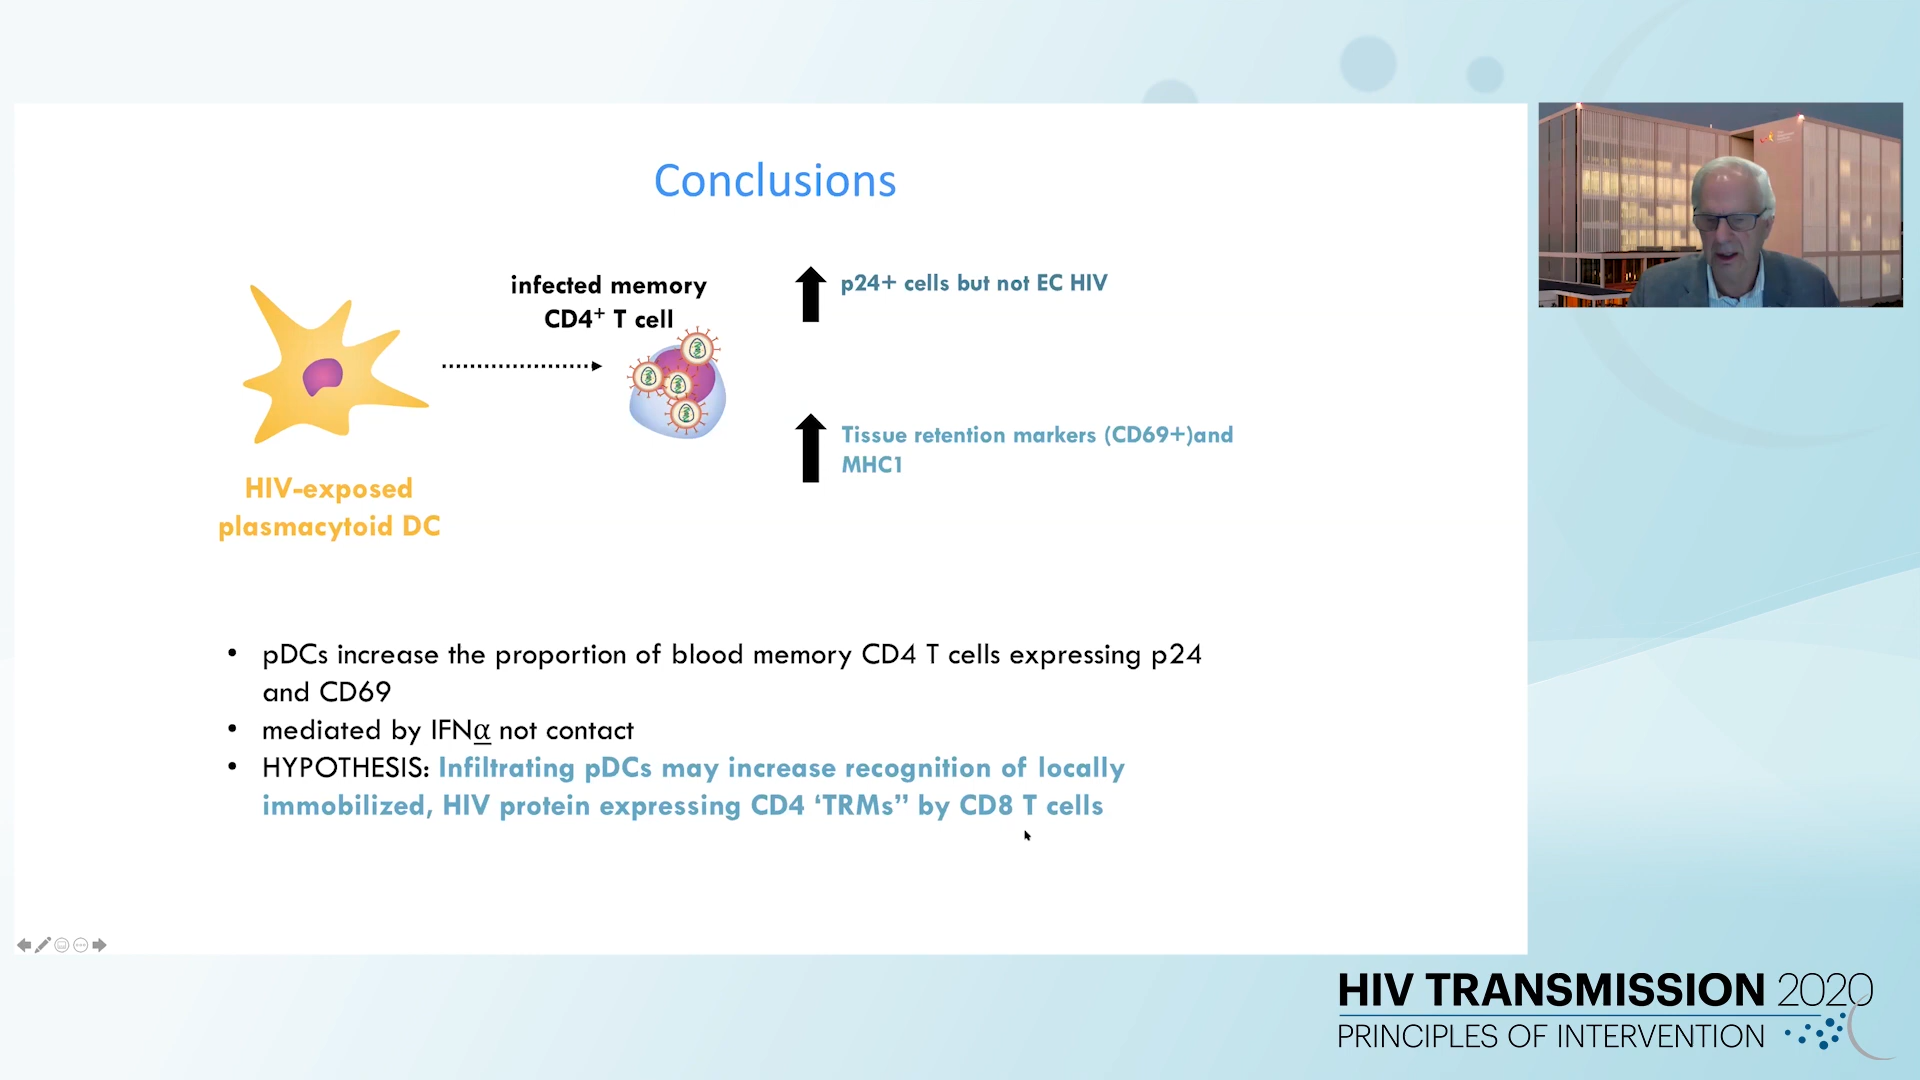 Conclusions
infected memory
CD4⁺ T cell
p24+ cells but not EC HIV
Tissue retention markers (CD69+)and
MHC1
HIV-exposed
plasmacytoid DC
• pDCs increase the proportion of blood memory CD4 T cells expressing p24
and CD69
• mediated by IFNα not contact
• HYPOTHESIS: Infiltrating pDCs may increase recognition of locally
immobilized, HIV protein expressing CD4 ‘TRMs” by CD8 T cells
HIV TRANSMISSION 2020
PRINCIPLES OF INTERVENTION